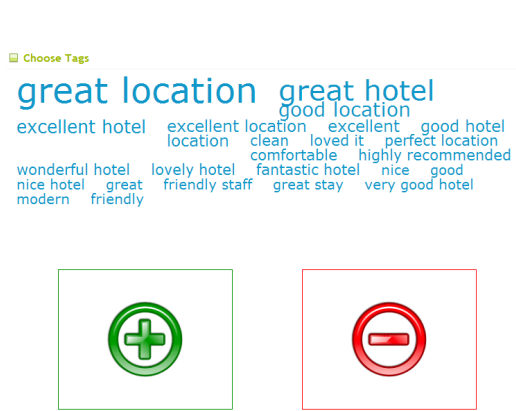 Choose Tags
great location great hotel
good location
excellent hotel excellent location excellent good hotel
location clean loved it perfect location
comfortable highly recommended
wonderful hotel lovely hotel fantastic hotel nice good
nice hotel great friendly staff great stay very good hotel
modern friendly